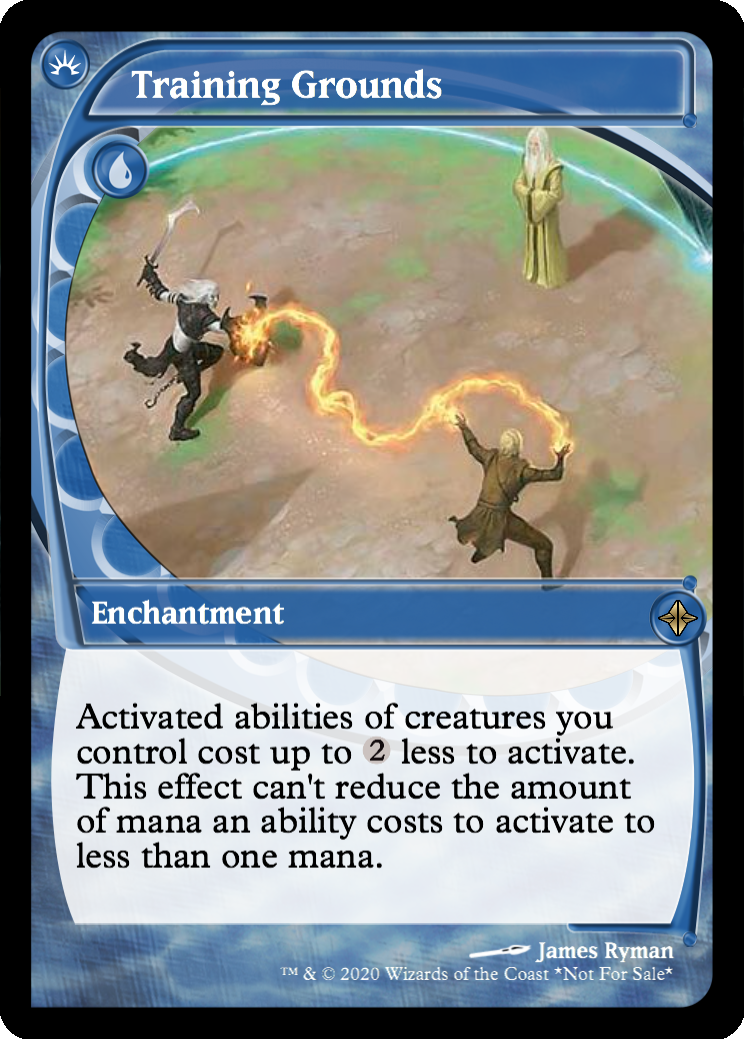 Training Grounds
Enchantment
Activated abilities of creatures you
control cost up to 2 less to activate.
This effect can't reduce the amount
of mana an ability costs to activate to
less than one mana.
James Ryman
™ & © 2020 Wizards of the Coast *Not For Sale*